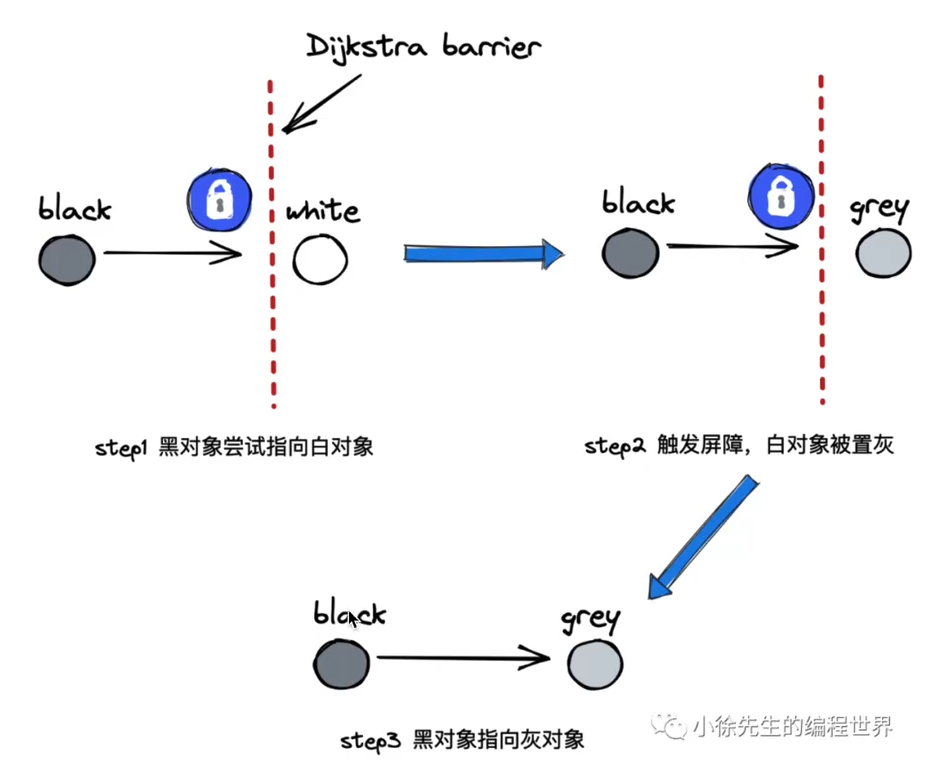 Dijkstra barrier
black
white
black
grey
step1 黑对象尝试指向白对象
step2 触发屏障，白对象被置灰
black
grey
step3 黑对象指向灰对象
小徐先生的编程世界